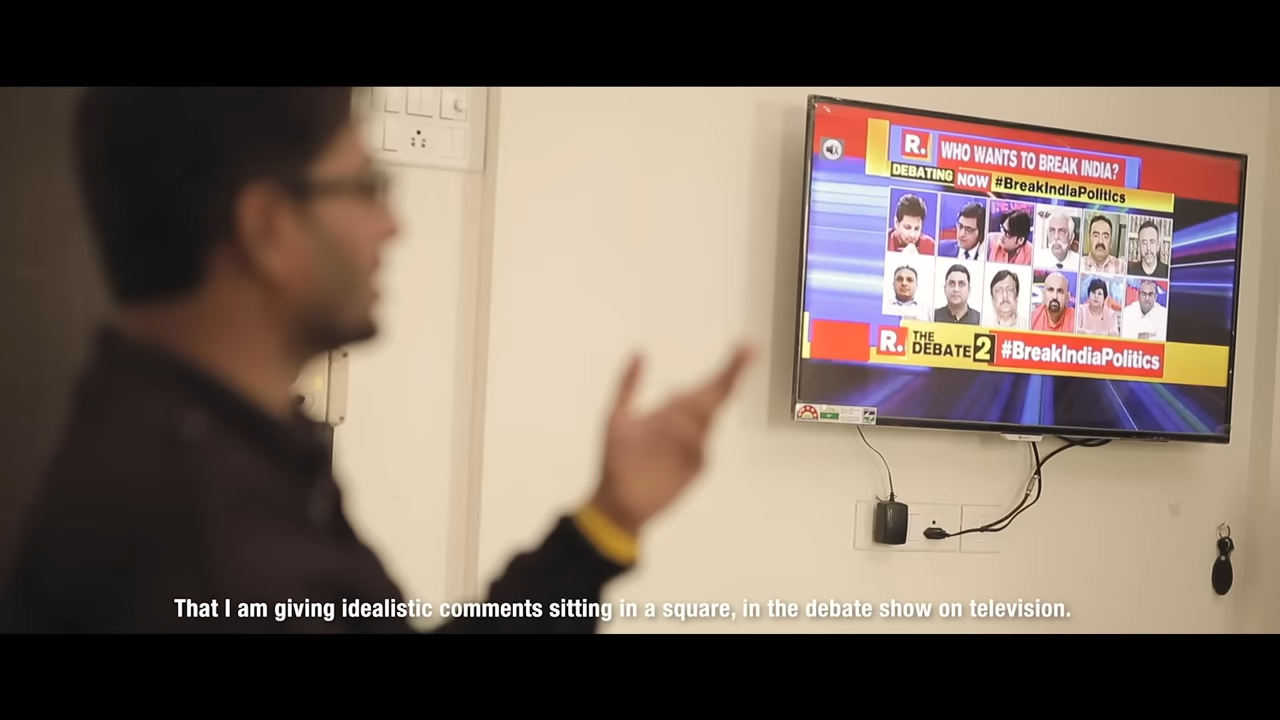 R. WHO WANTS TO BREAK INDIA?
DEBATING NOW #BreakIndiaPolitics
R. THE DEBATE 2 #BreakIndiaPolitics
That I am giving idealistic comments sitting in a square, in the debate show on television.